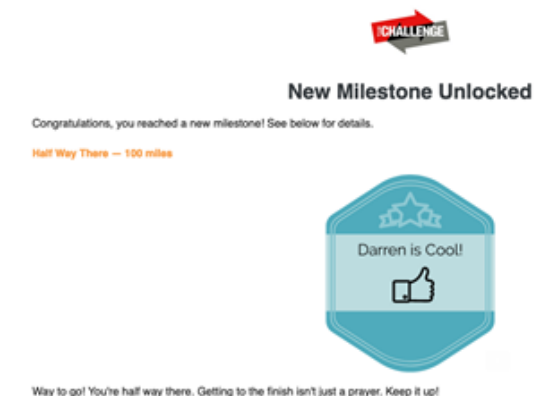 CHALLENGE
New Milestone Unlocked
Congratulations, you reached a new milestone! See below for details.
Half Way There — 100 miles
Darren is Cool!
Way to go! You're half way there. Getting to the finish isn't just a prayer. Keep it up!